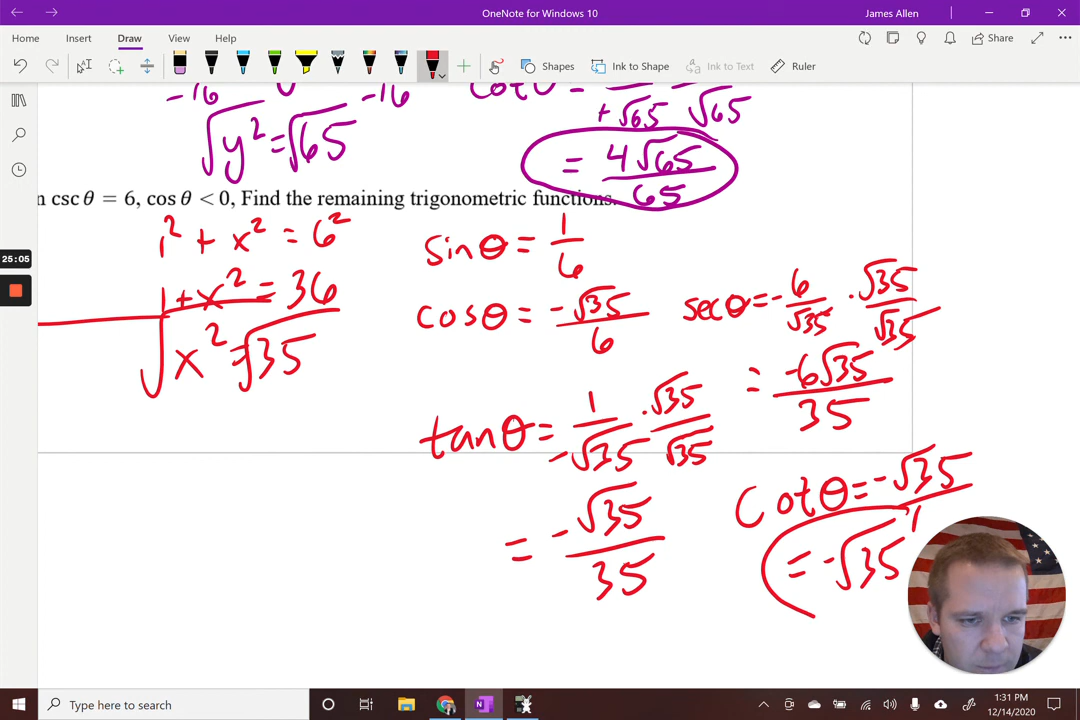 OneNote for Windows 10
James Allen
Home Insert Draw View Help
Share
Shapes Ink to Shape Ink to Text Ruler
-16 -16 cot θ =
+√65 √65
√y² = √65
= 4√65/65
n csc θ = 6, cos θ < 0, Find the remaining trigonometric functions.
1² + x² = 6²
sin θ = 1/6
25:05
1 + x² = 36
cos θ = -√35/6
sec θ = -6/√35 · √35/√35
√x² = √35
= -6√35/35
tan θ = 1/-√35 · √35/√35
cot θ = -√35/1
= -√35/35
= -√35
Type here to search
1:31 PM
12/14/2020